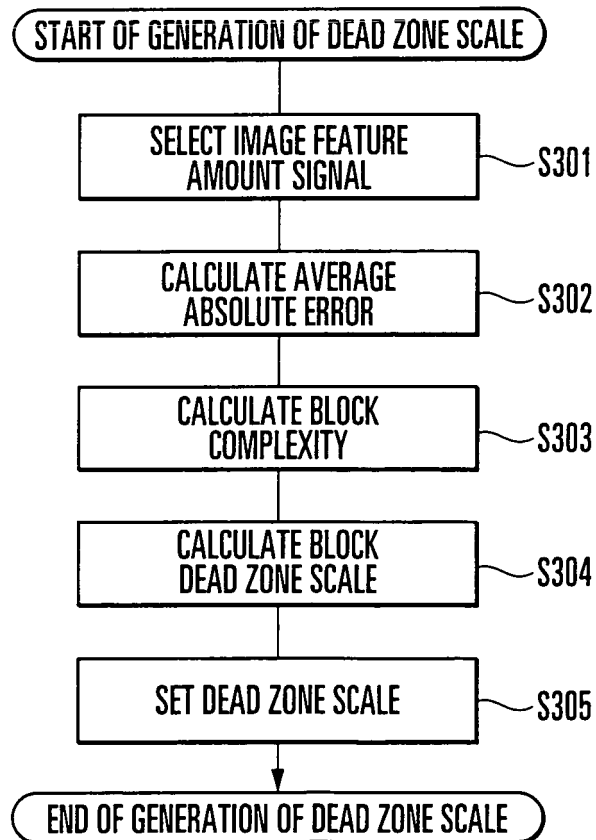 START OF GENERATION OF DEAD ZONE SCALE
SELECT IMAGE FEATURE
AMOUNT SIGNAL
S301
CALCULATE AVERAGE
ABSOLUTE ERROR
S302
CALCULATE BLOCK
COMPLEXITY
S303
CALCULATE BLOCK
DEAD ZONE SCALE
S304
SET DEAD ZONE SCALE
S305
END OF GENERATION OF DEAD ZONE SCALE